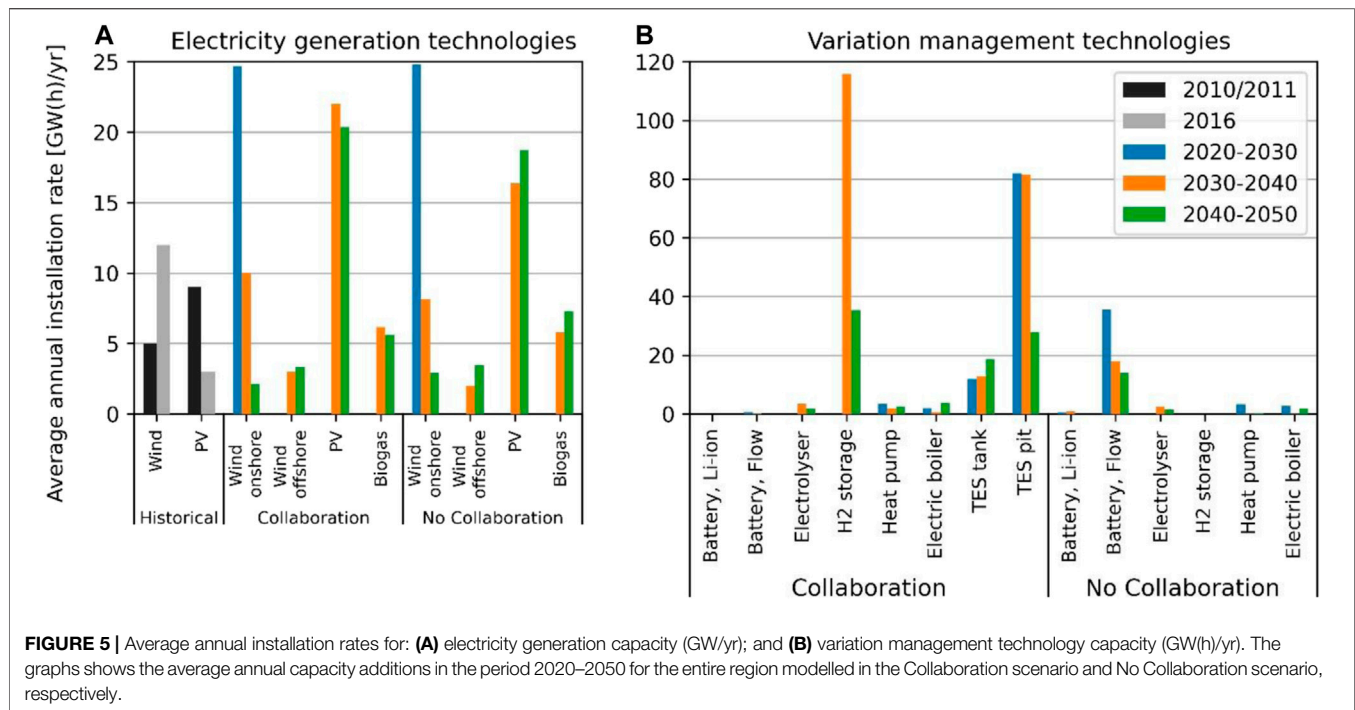 A Electricity generation technologies
Average annual installation rate [GW(h)/yr)
25
20
15
10
5
0
Wind
PV
Wind
onshore
Wind
offshore
PV
Biogas
Wind
onshore
Wind
offshore
PV
Biogas
Historical Collaboration No Collaboration
B Variation management technologies
120
100
80
60
40
20
0
2010/2011
2016
2020-2030
2030-2040
2040-2050
Battery, Li-ion
Battery, Flow
Electrolyser
H2 storage
Heat pump
Electric boiler
TES tank
TES pit
Battery, Li-ion
Battery, Flow
Electrolyser
H2 storage
Heat pump
Electric boiler
Collaboration No Collaboration
FIGURE 5 | Average annual installation rates for: (A) electricity generation capacity (GW/yr); and (B) variation management technology capacity (GW(h)/yr). The
graphs shows the average annual capacity additions in the period 2020–2050 for the entire region modelled in the Collaboration scenario and No Collaboration scenario,
respectively.